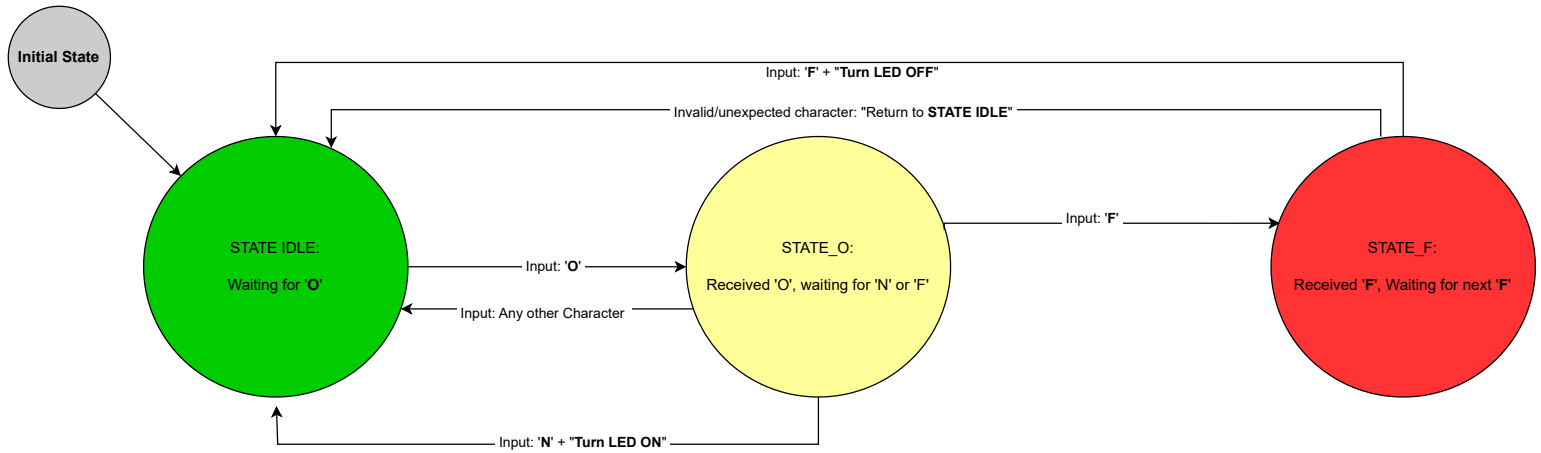 Initial State
Input: 'F' + "Turn LED OFF"
Invalid/unexpected character: "Return to STATE IDLE"
STATE IDLE:
Waiting for 'O'
Input: 'O'
Input: Any other Character
STATE_O:
Received 'O', waiting for 'N' or 'F'
Input: 'F'
STATE_F:
Received 'F', Waiting for next 'F'
Input: 'N' + "Turn LED ON"